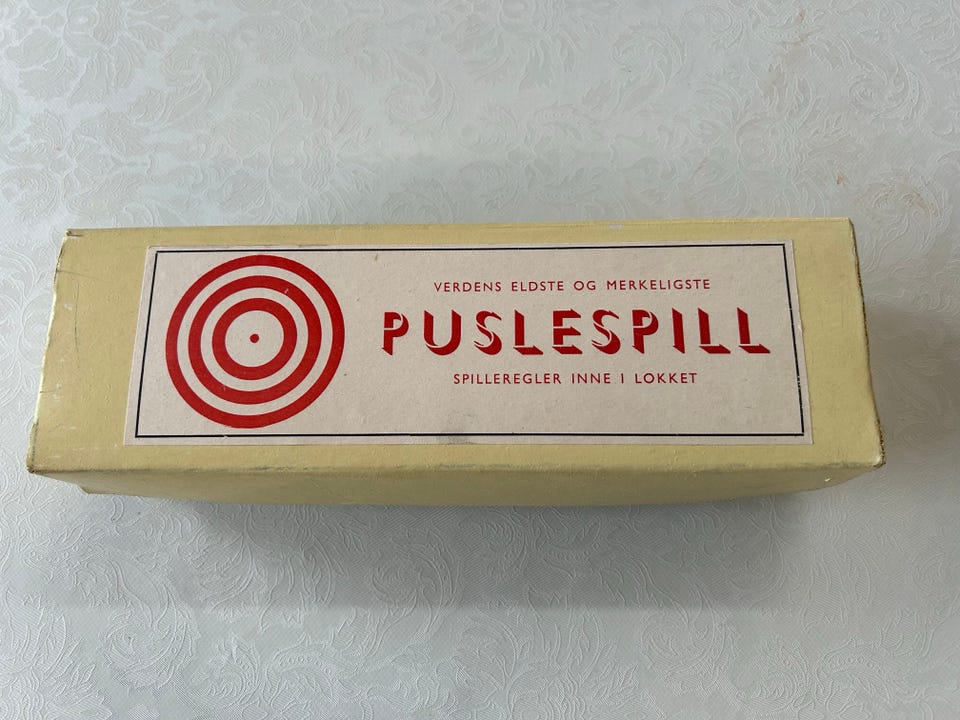 VERDENS ELDSTE OG MERKELIGSTE
PUSLESPILL
SPILLEREGLER INNE I LOKKET